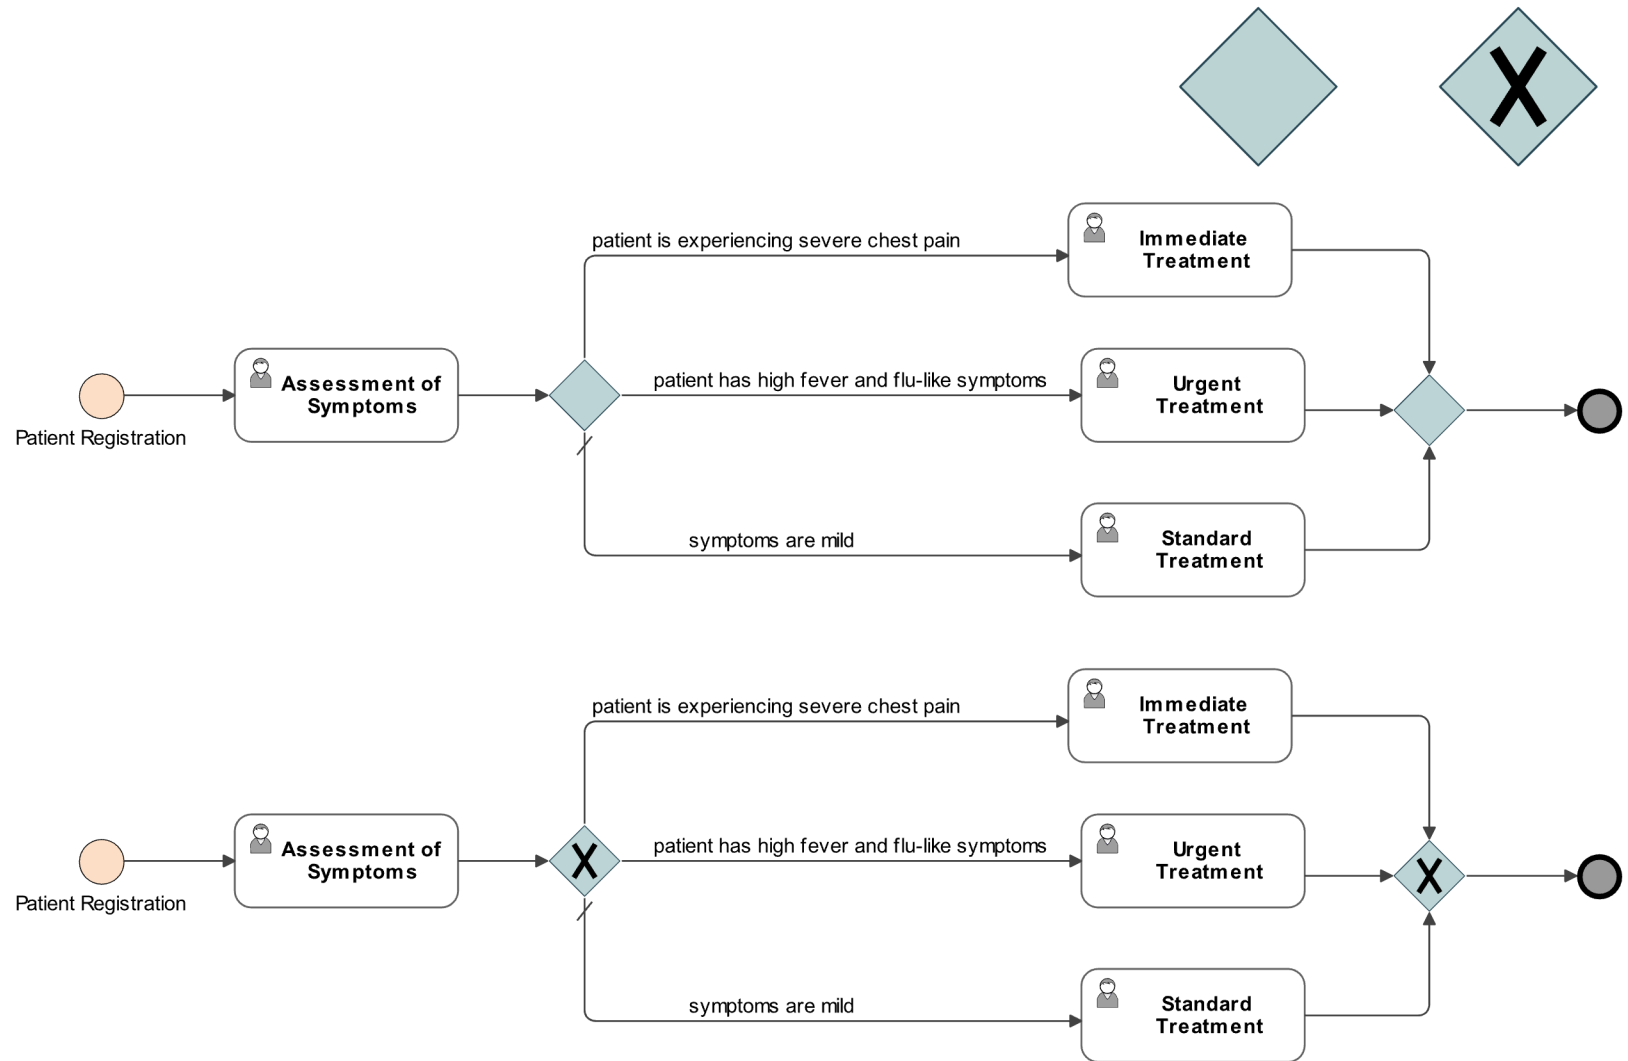 X
patient is experiencing severe chest pain
Immediate
Treatment
Assessment of
Symptoms
patient has high fever and flu-like symptoms
Urgent
Treatment
Patient Registration
symptoms are mild
Standard
Treatment
patient is experiencing severe chest pain
Immediate
Treatment
Assessment of
Symptoms
X
patient has high fever and flu-like symptoms
Urgent
Treatment
X
Patient Registration
symptoms are mild
Standard
Treatment